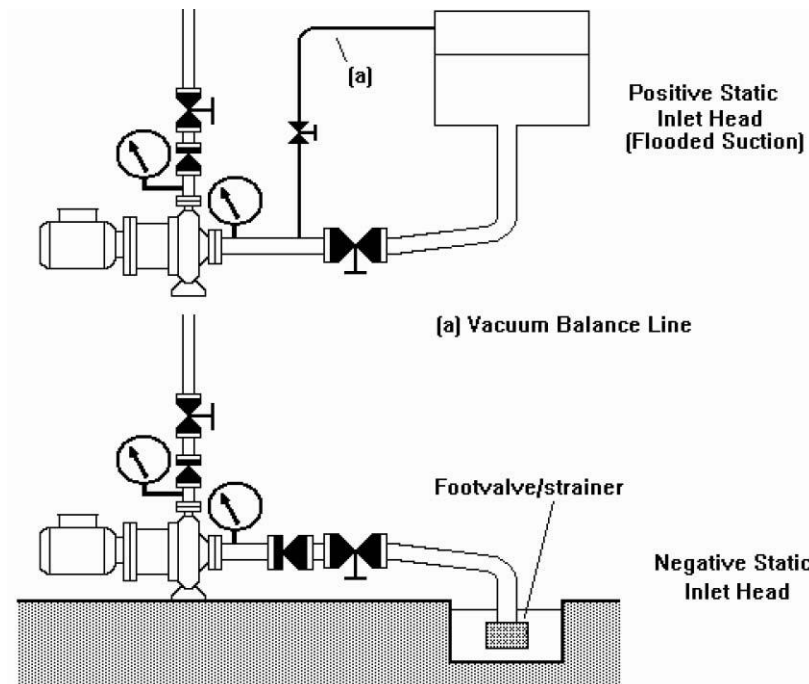 (a)
Positive Static
Inlet Head
(Flooded Suction)
(a) Vacuum Balance Line
Footvalve/strainer
Negative Static
Inlet Head